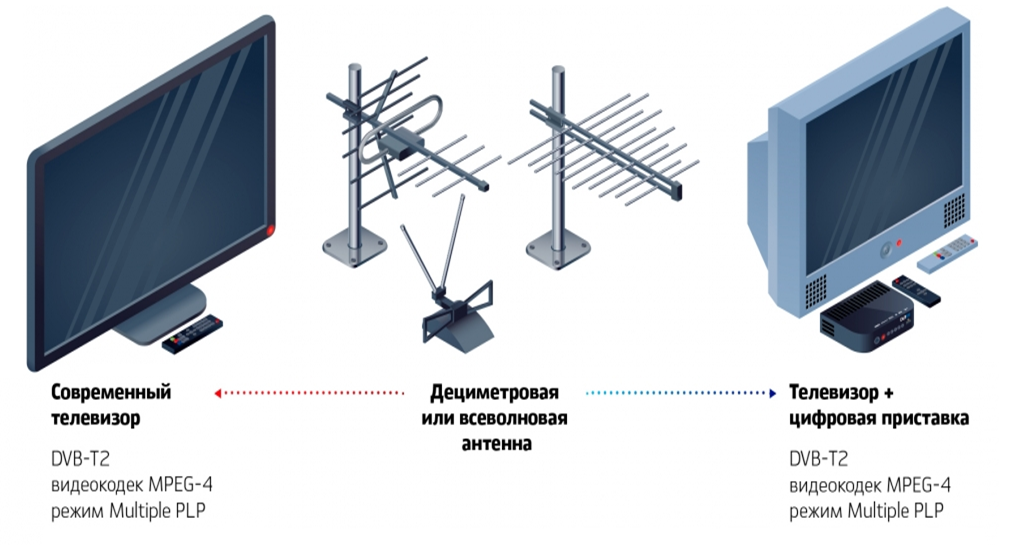 Современный
телевизор
DVB-T2
видеокодек MPEG-4
режим Multiple PLP
Дециметровая
или всеволновая
антенна
Телевизор +
цифровая приставка
DVB-T2
видеокодек MPEG-4
режим Multiple PLP